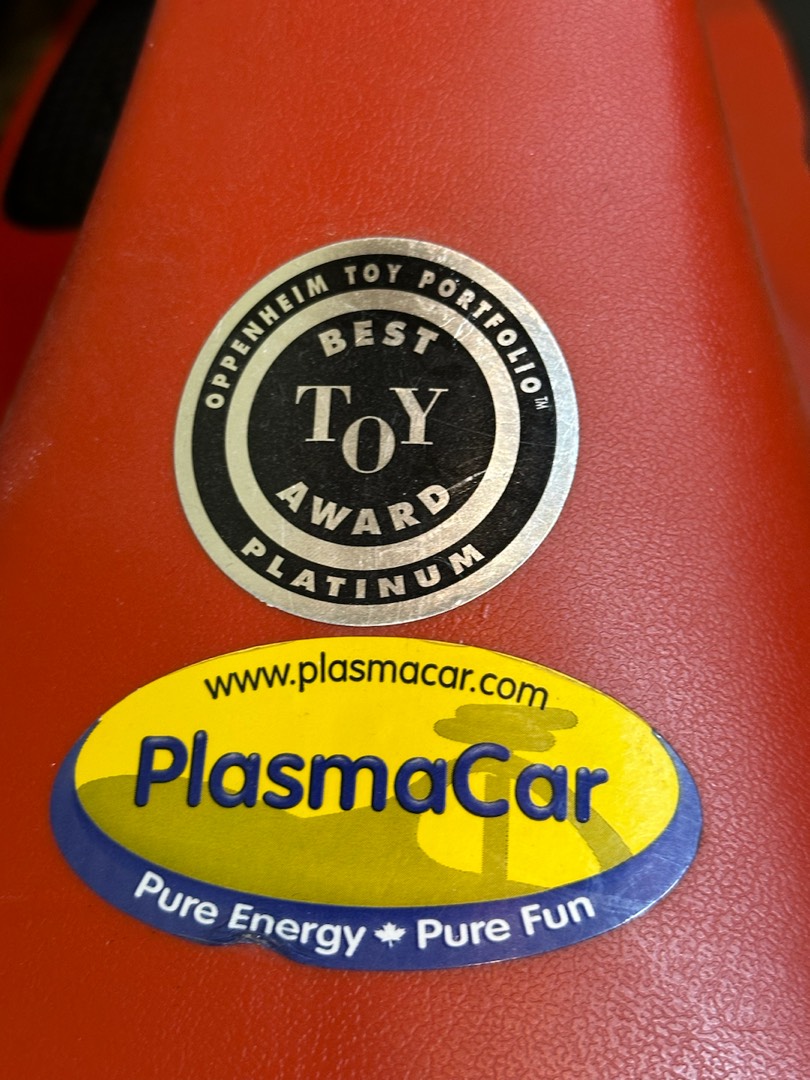 OPPENHEIM TOY PORTFOLIO™
BEST
TOY
AWARD
PLATINUM
www.plasmacar.com
PlasmaCar
Pure Energy Pure Fun